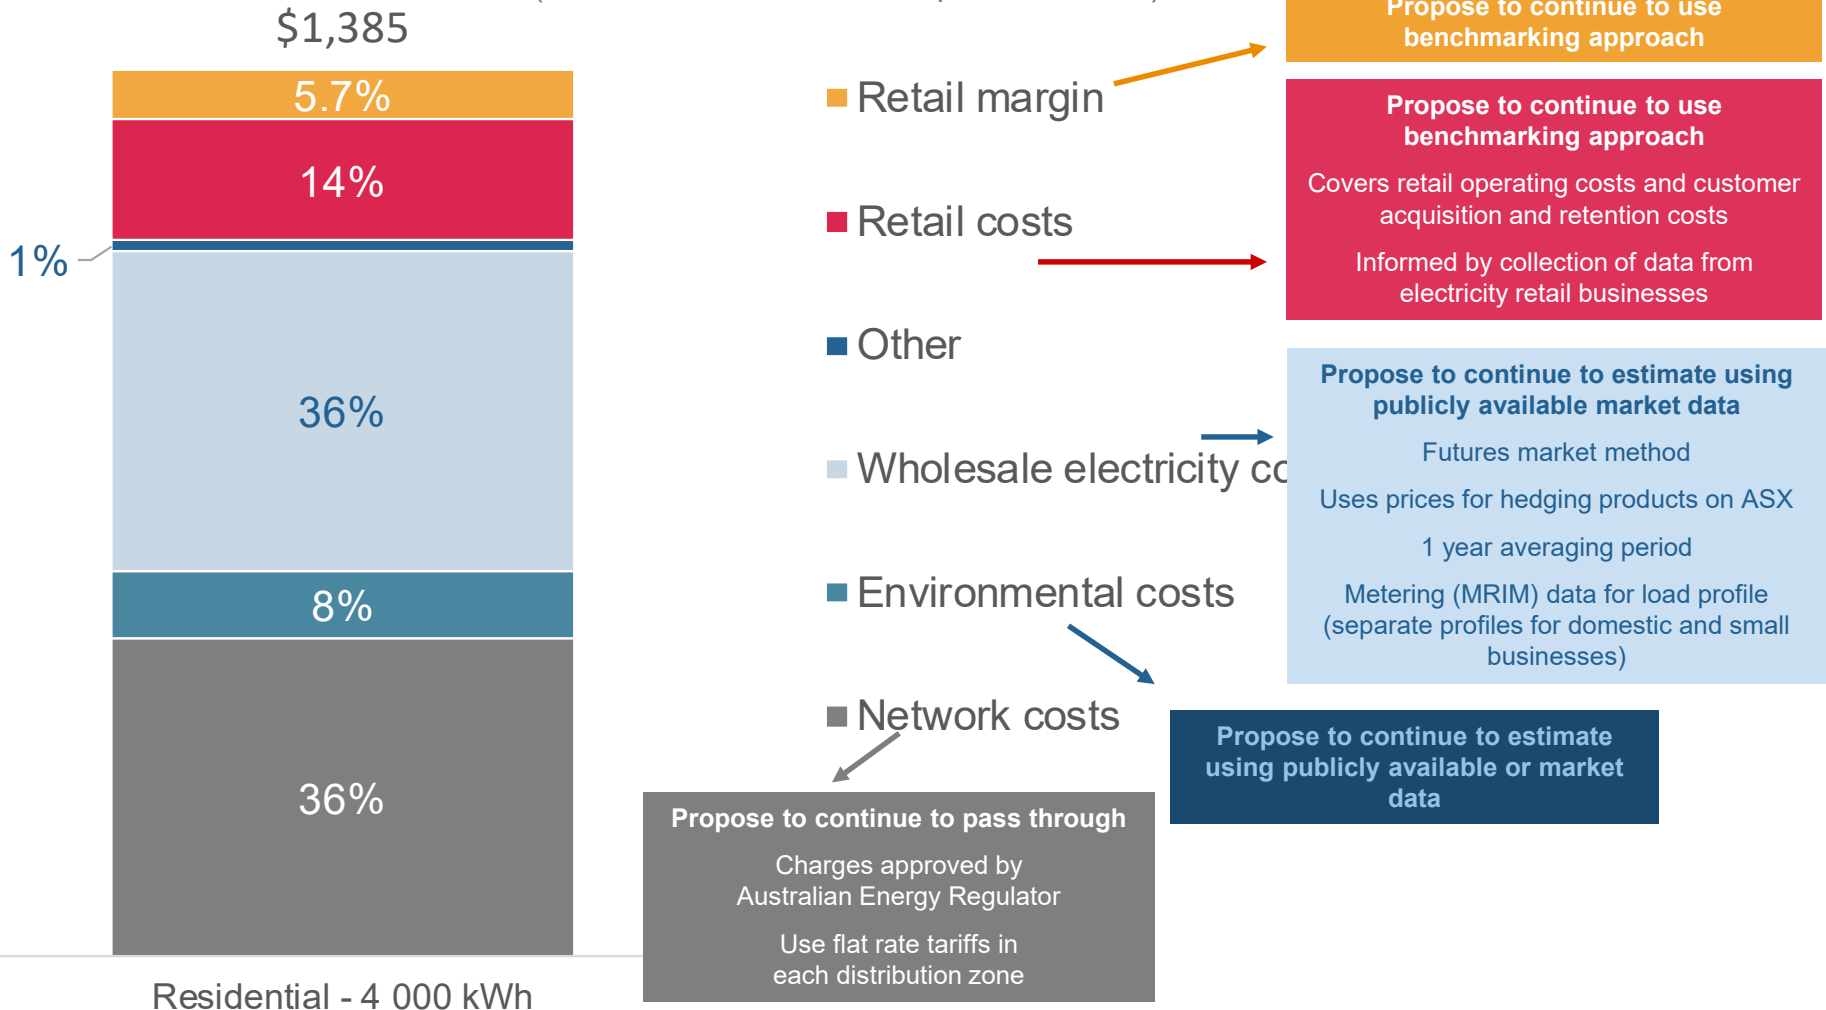 $1,385
5.7%
14%
1%
36%
8%
36%
Residential - 4 000 kWh
Retail margin
Retail costs
Other
Wholesale electricity
Environmental costs
Network costs
Propose to continue to use
benchmarking approach
Propose to continue to use
benchmarking approach
Covers retail operating costs and customer
acquisition and retention costs
Informed by collection of data from
electricity retail businesses
Propose to continue to estimate using
publicly available market data
Futures market method
Uses prices for hedging products on ASX
1 year averaging period
Metering (MRIM) data for load profile
(separate profiles for domestic and small
businesses)
Propose to continue to estimate
using publicly available or market
data
Propose to continue to pass through
Charges approved by
Australian Energy Regulator
Use flat rate tariffs in
each distribution zone